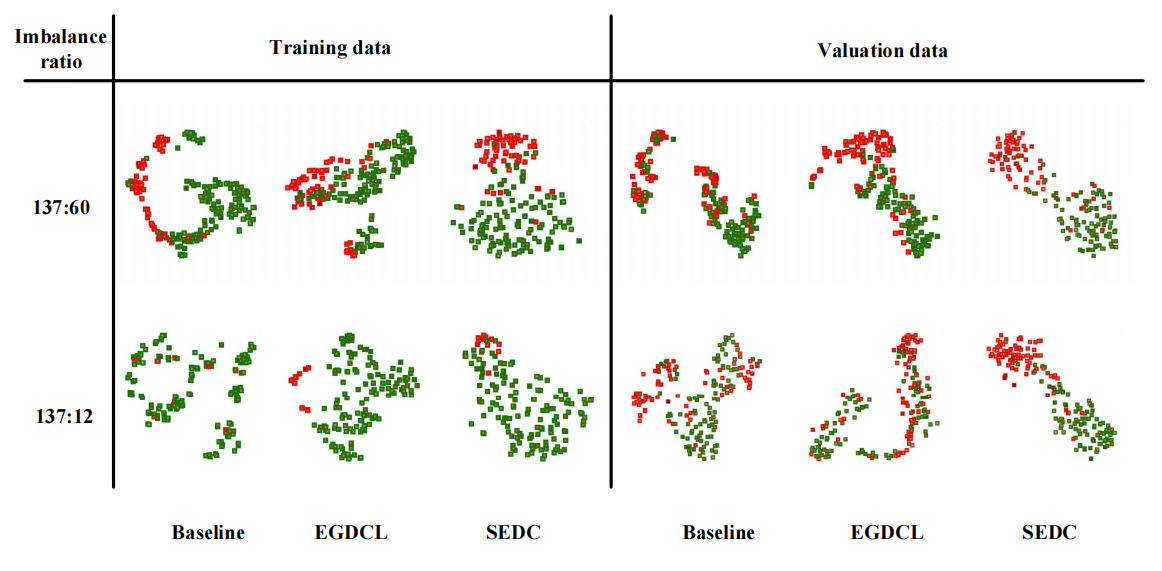 Imbalance
ratio
Training data
Valuation data
137:60
137:12
Baseline
EGDCL
SEDC
Baseline
EGDCL
SEDC